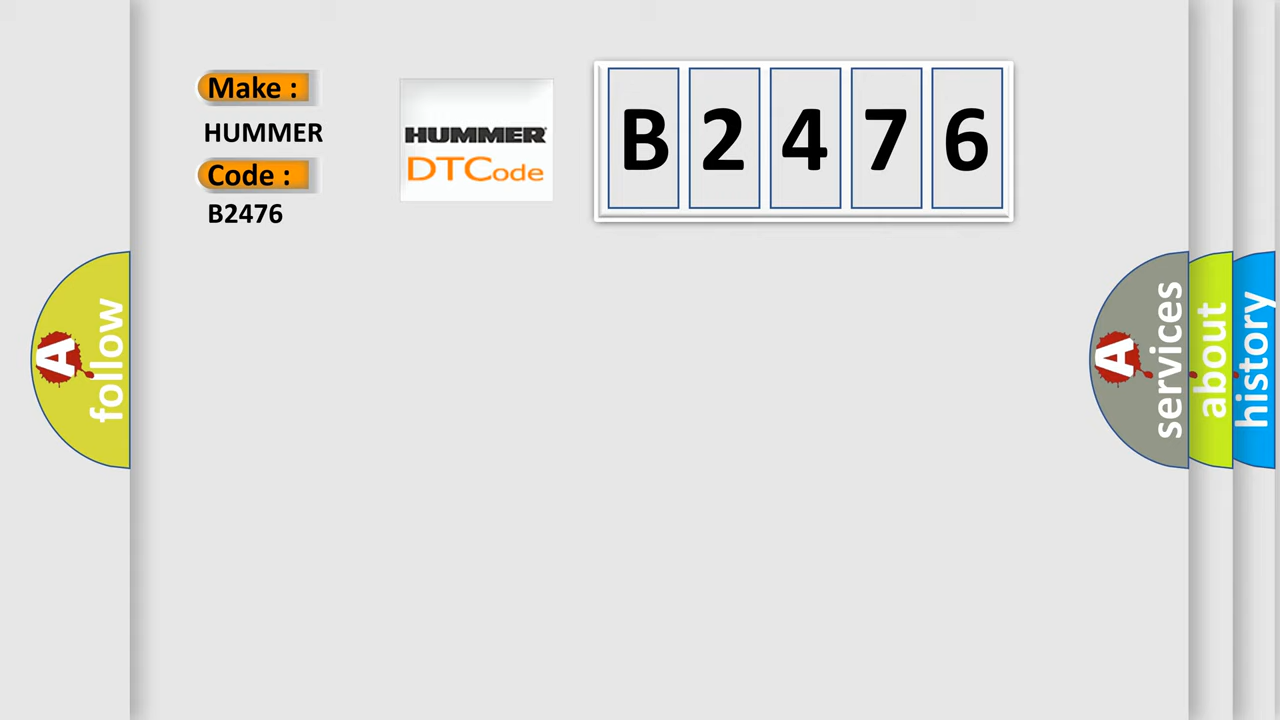 Make :
HUMMER
Code :
B2476
HUMMER
DTCode
B 2 4 7 6
A follow
A services
about
history